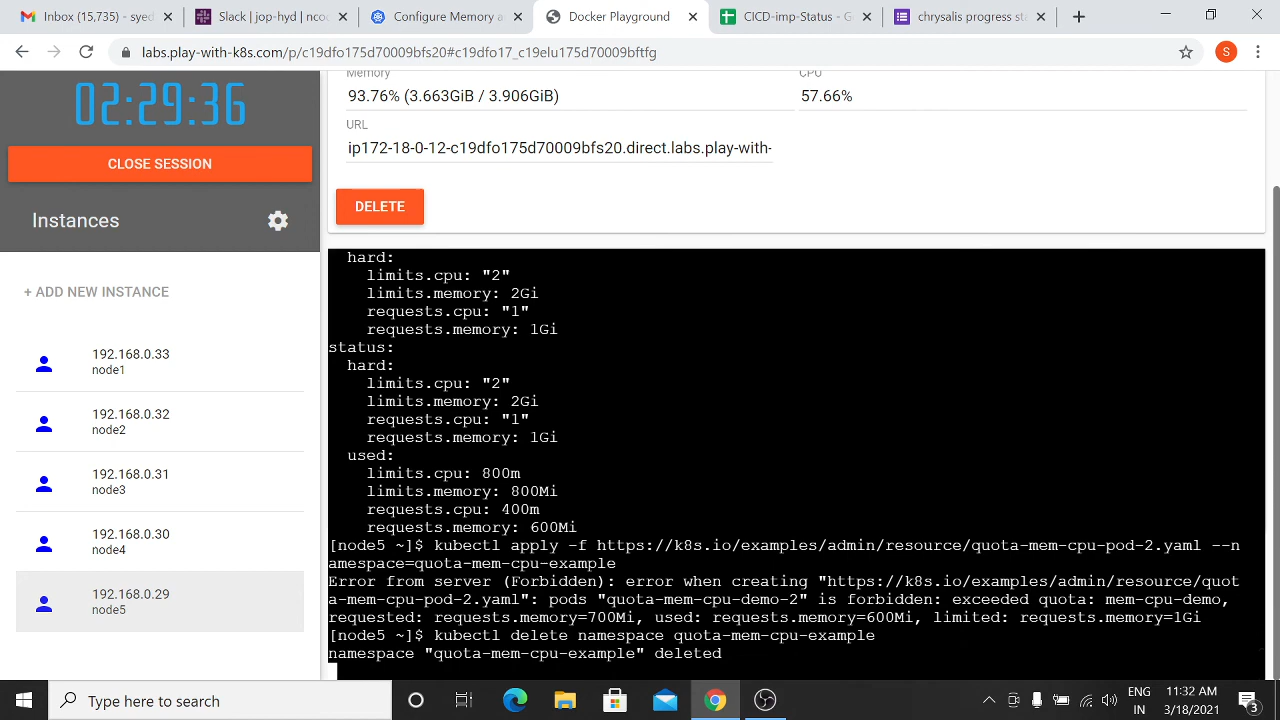 Inbox (15,735) - syed
Slack | jop-hyd | nco
Configure Memory a
Docker Playground
CICD-imp-Status - G
chrysalis progress st
labs.play-with-k8s.com/p/c19dfo175d70009bfs20#c19dfo17_c19elu175d70009bftfg
S
02:29:36
CLOSE SESSION
Instances
+ ADD NEW INSTANCE
192.168.0.33
node1
192.168.0.32
node2
192.168.0.31
node3
192.168.0.30
node4
192.168.0.29
node5
Memory
93.76% (3.663GiB / 3.906GiB)
CPU
57.66%
URL
ip172-18-0-12-c19dfo175d70009bfs20.direct.labs.play-with-
DELETE
hard:
limits.cpu: "2"
limits.memory: 2Gi
requests.cpu: "1"
requests.memory: 1Gi
status:
hard:
limits.cpu: "2"
limits.memory: 2Gi
requests.cpu: "1"
requests.memory: 1Gi
used:
limits.cpu: 800m
limits.memory: 800Mi
requests.cpu: 400m
requests.memory: 600Mi
[node5 ~]$ kubectl apply -f https://k8s.io/examples/admin/resource/quota-mem-cpu-pod-2.yaml --n
amespace=quota-mem-cpu-example
Error from server (Forbidden): error when creating "https://k8s.io/examples/admin/resource/quot
a-mem-cpu-pod-2.yaml": pods "quota-mem-cpu-demo-2" is forbidden: exceeded quota: mem-cpu-demo,
requested: requests.memory=700Mi, used: requests.memory=600Mi, limited: requests.memory=1Gi
[node5 ~]$ kubectl delete namespace quota-mem-cpu-example
namespace "quota-mem-cpu-example" deleted
Type here to search
ENG
IN
11:32 AM
3/18/2021
3